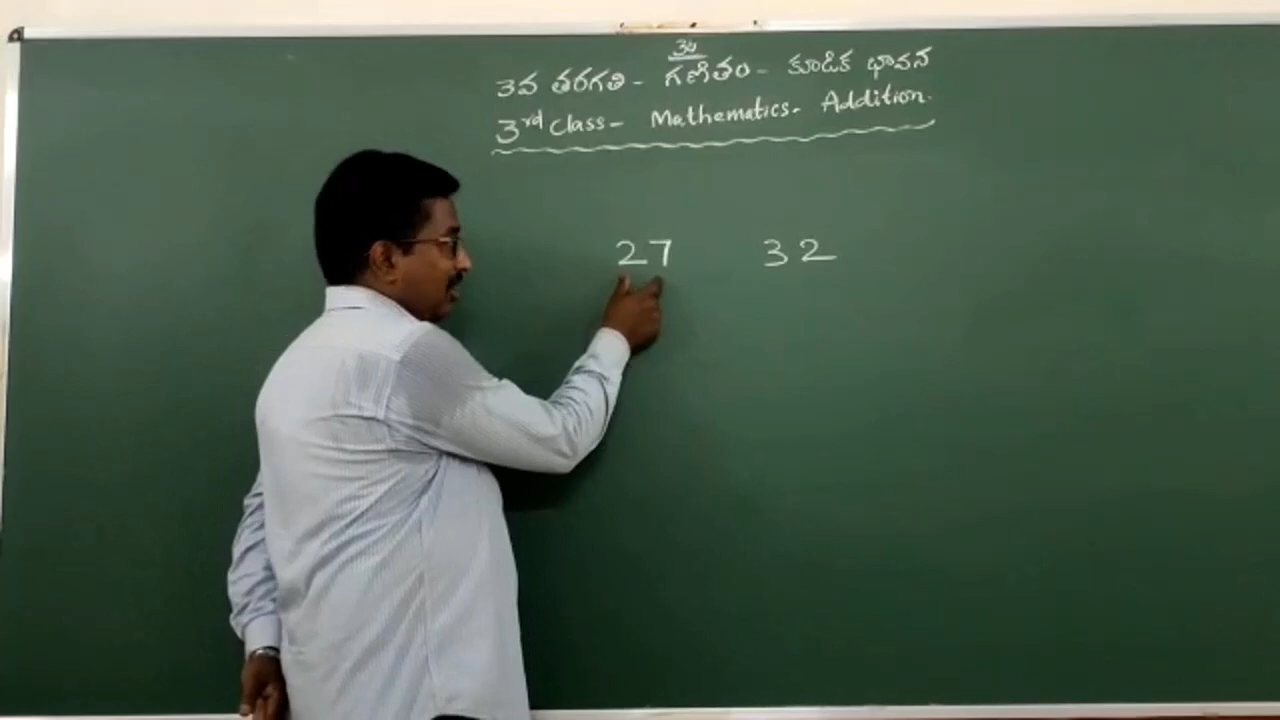 3వ తరగతి - గణితం - కూడిక భావన
3rd class - Mathematics - Addition.
27 32